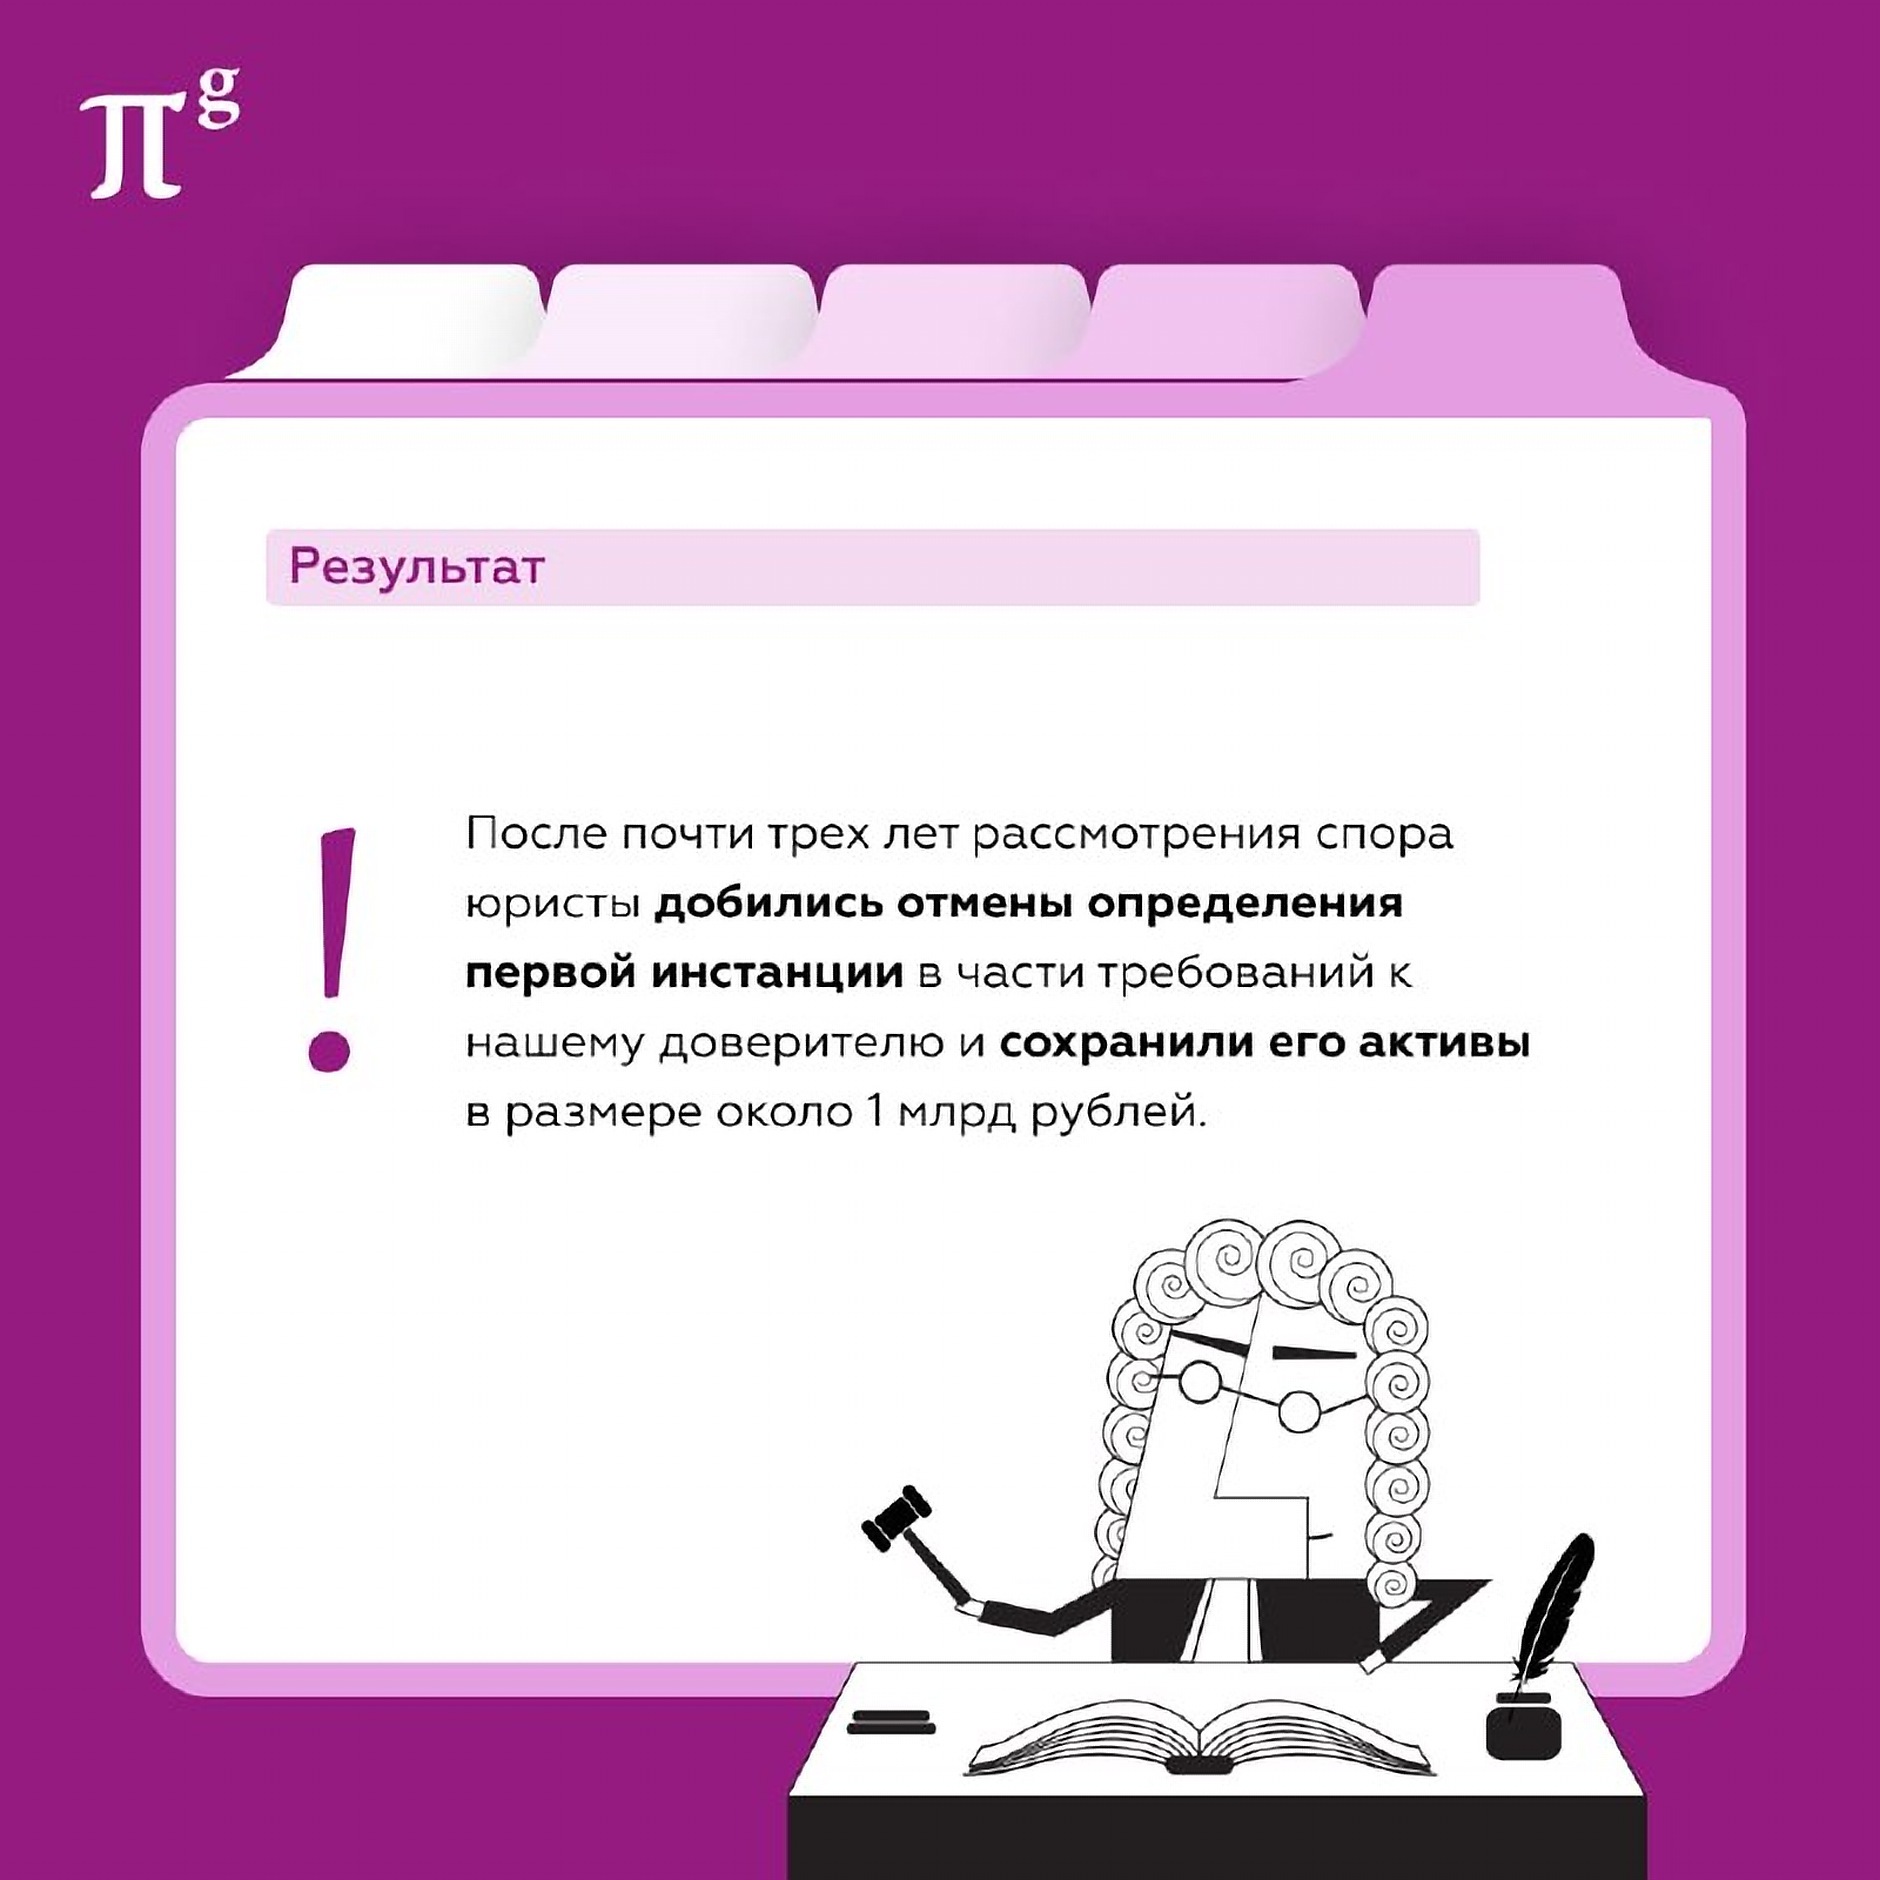 πg
Результат
После почти трех лет рассмотрения спора
юристы добились отмены определения
первой инстанции в части требований к
нашему доверителю и сохранили его активы
в размере около 1 млрд рублей.